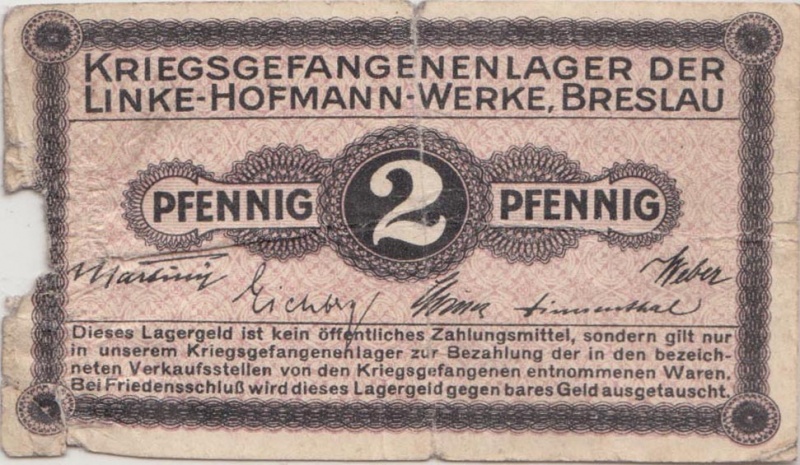 KRIEGSGEFANGENENLAGER DER
LINKE-HOFMANN-WERKE, BRESLAU
PFENNIG 2 PFENNIG
Eichberg Weber
Dieses Lagergeld ist kein öffentliches Zahlungsmittel, sondern gilt nur
in unserem Kriegsgefangenenlager zur Bezahlung der in den bezeich-
neten Verkaufsstellen von den Kriegsgefangenen entnommenen Waren.
Bei Friedensschluß wird dieses Lagergeld gegen bares Geld ausgetauscht.